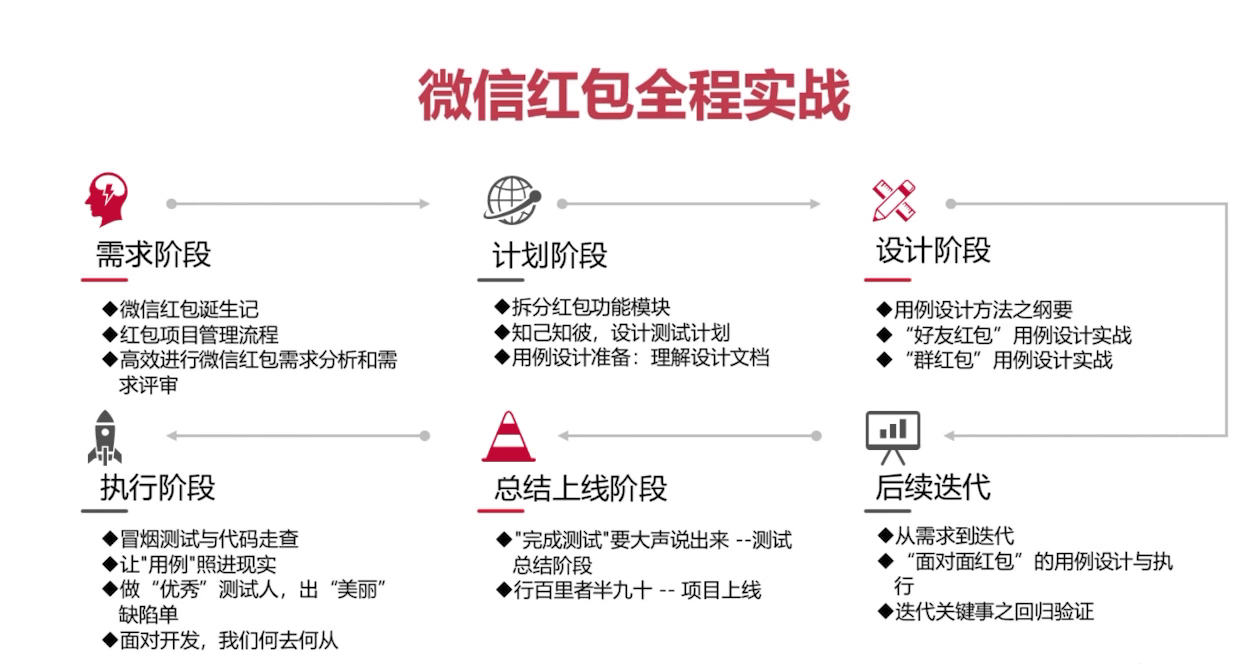 微信红包全程实战
需求阶段
◆微信红包诞生记
◆红包项目管理流程
◆高效进行微信红包需求分析和需
求评审
计划阶段
◆拆分红包功能模块
◆知己知彼，设计测试计划
◆用例设计准备：理解设计文档
设计阶段
◆用例设计方法之纲要
◆“好友红包”用例设计实战
◆“群红包”用例设计实战
执行阶段
◆冒烟测试与代码走查
◆让"用例"照进现实
◆做“优秀”测试人，出“美丽”
缺陷单
◆面对开发，我们何去何从
总结上线阶段
◆"完成测试"要大声说出来 --测试
总结阶段
◆行百里者半九十 -- 项目上线
后续迭代
◆从需求到迭代
◆“面对面红包”的用例设计与执
行
◆迭代关键事之回归验证